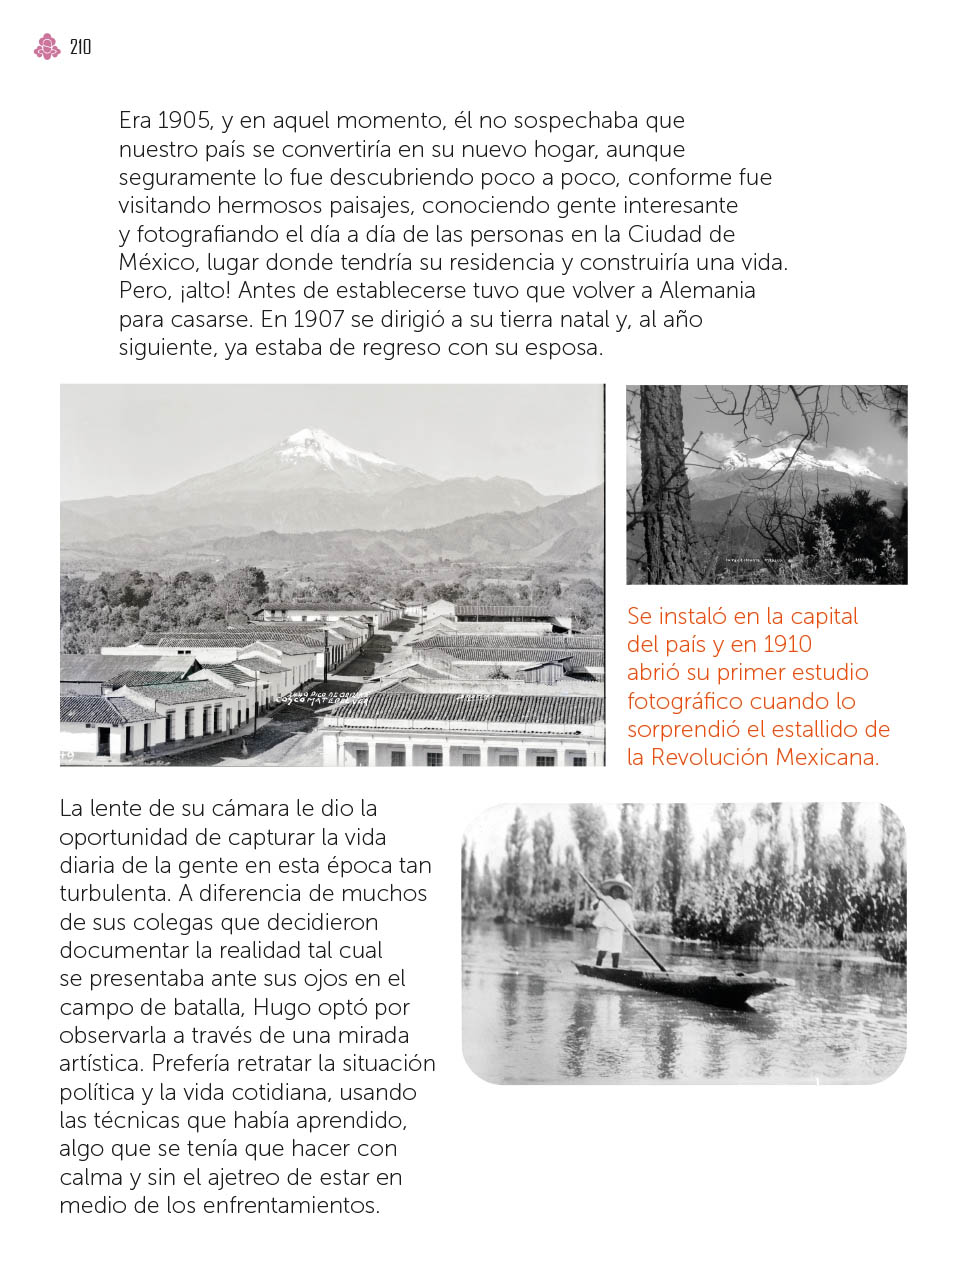 210
Era 1905, y en aquel momento, él no sospechaba que
nuestro país se convertiría en su nuevo hogar, aunque
seguramente lo fue descubriendo poco a poco, conforme fue
visitando hermosos paisajes, conociendo gente interesante
y fotografiando el día a día de las personas en la Ciudad de
México, lugar donde tendría su residencia y construiría una vida.
Pero, ¡alto! Antes de establecerse tuvo que volver a Alemania
para casarse. En 1907 se dirigió a su tierra natal y, al año
siguiente, ya estaba de regreso con su esposa.
Se instaló en la capital
del país y en 1910
abrió su primer estudio
fotográfico cuando lo
sorprendió el estallido de
la Revolución Mexicana.
La lente de su cámara le dio la
oportunidad de capturar la vida
diaria de la gente en esta época tan
turbulenta. A diferencia de muchos
de sus colegas que decidieron
documentar la realidad tal cual
se presentaba ante sus ojos en el
campo de batalla, Hugo optó por
observarla a través de una mirada
artística. Prefería retratar la situación
política y la vida cotidiana, usando
las técnicas que había aprendido,
algo que se tenía que hacer con
calma y sin el ajetreo de estar en
medio de los enfrentamientos.